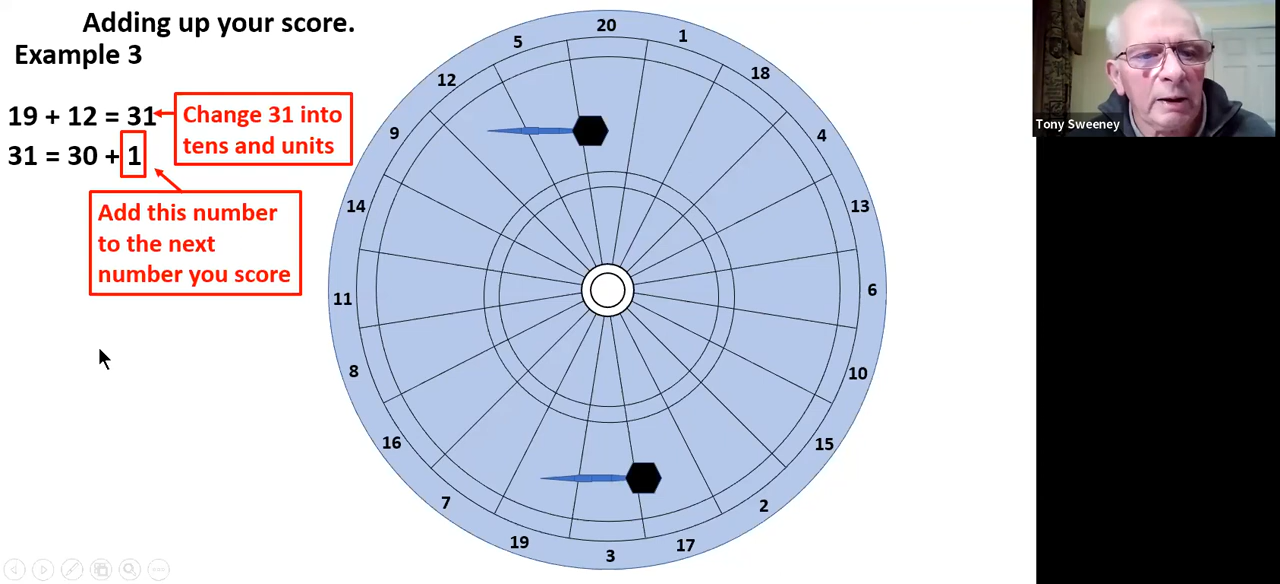 Adding up your score.
Example 3
19 + 12 = 31
Change 31 into
tens and units
31 = 30 + 1
Add this number
to the next
number you score
20
1
18
4
13
6
10
15
2
17
3
19
7
16
8
11
14
9
12
5
Tony Sweeney